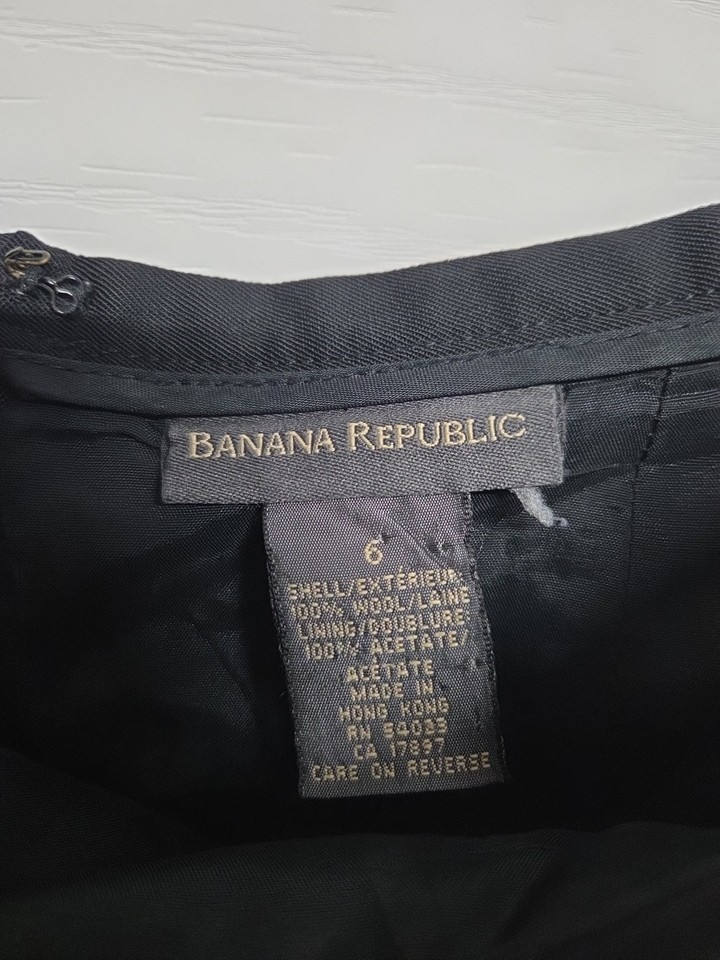 BANANA REPUBLIC
6
SHELL/EXTÉRIEUR
100% WOOL/LAINE
LINING/DOUBLURE
100% ACETATE/
ACÉTATE
MADE IN
HONG KONG
RN 54033
CA 17897
CARE ON REVERSE